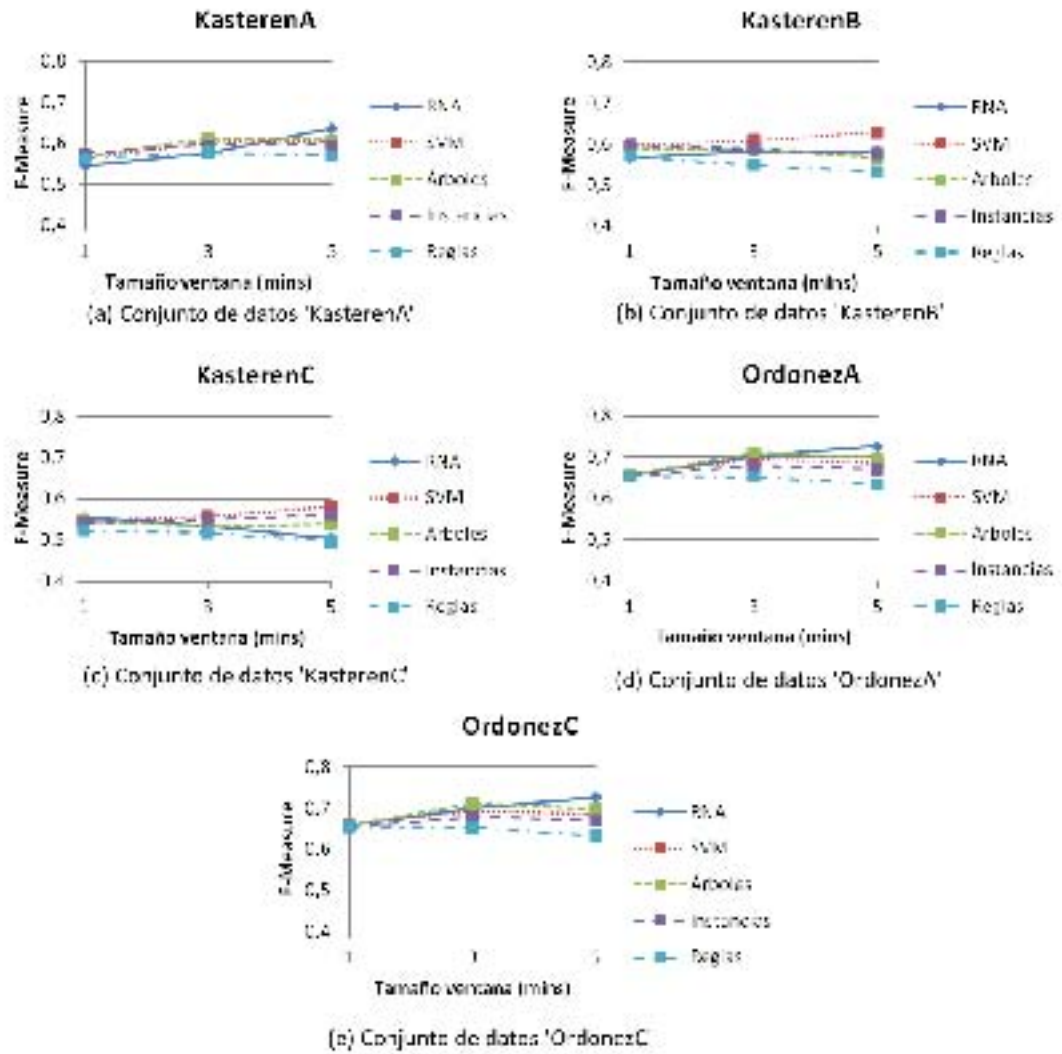 KasterenA
0,8
0,7
0,6
0,5
0,4
F-Measure
1 3 5
Tamaño ventana (mins)
RNA
SVM
Árboles
Instancias
Reglas
(a) Conjunto de datos 'KasterenA'
KasterenB
0,8
0,7
0,6
0,5
0,4
F-Measure
1 3 5
Tamaño ventana (mins)
RNA
SVM
Árboles
Instancias
Reglas
(b) Conjunto de datos 'KasterenB'
KasterenC
0,8
0,7
0,6
0,5
0,4
F-Measure
1 3 5
Tamaño ventana (mins)
RNA
SVM
Árboles
Instancias
Reglas
(c) Conjunto de datos 'KasterenC'
OrdonezA
0,8
0,7
0,6
0,5
0,4
F-Measure
1 3 5
Tamaño ventana (mins)
RNA
SVM
Árboles
Instancias
Reglas
(d) Conjunto de datos 'OrdonezA'
OrdonezC
0,8
0,7
0,6
0,5
0,4
F-Measure
1 3 5
Tamaño ventana (mins)
RNA
SVM
Árboles
Instancias
Reglas
(e) Conjunto de datos 'OrdonezC'